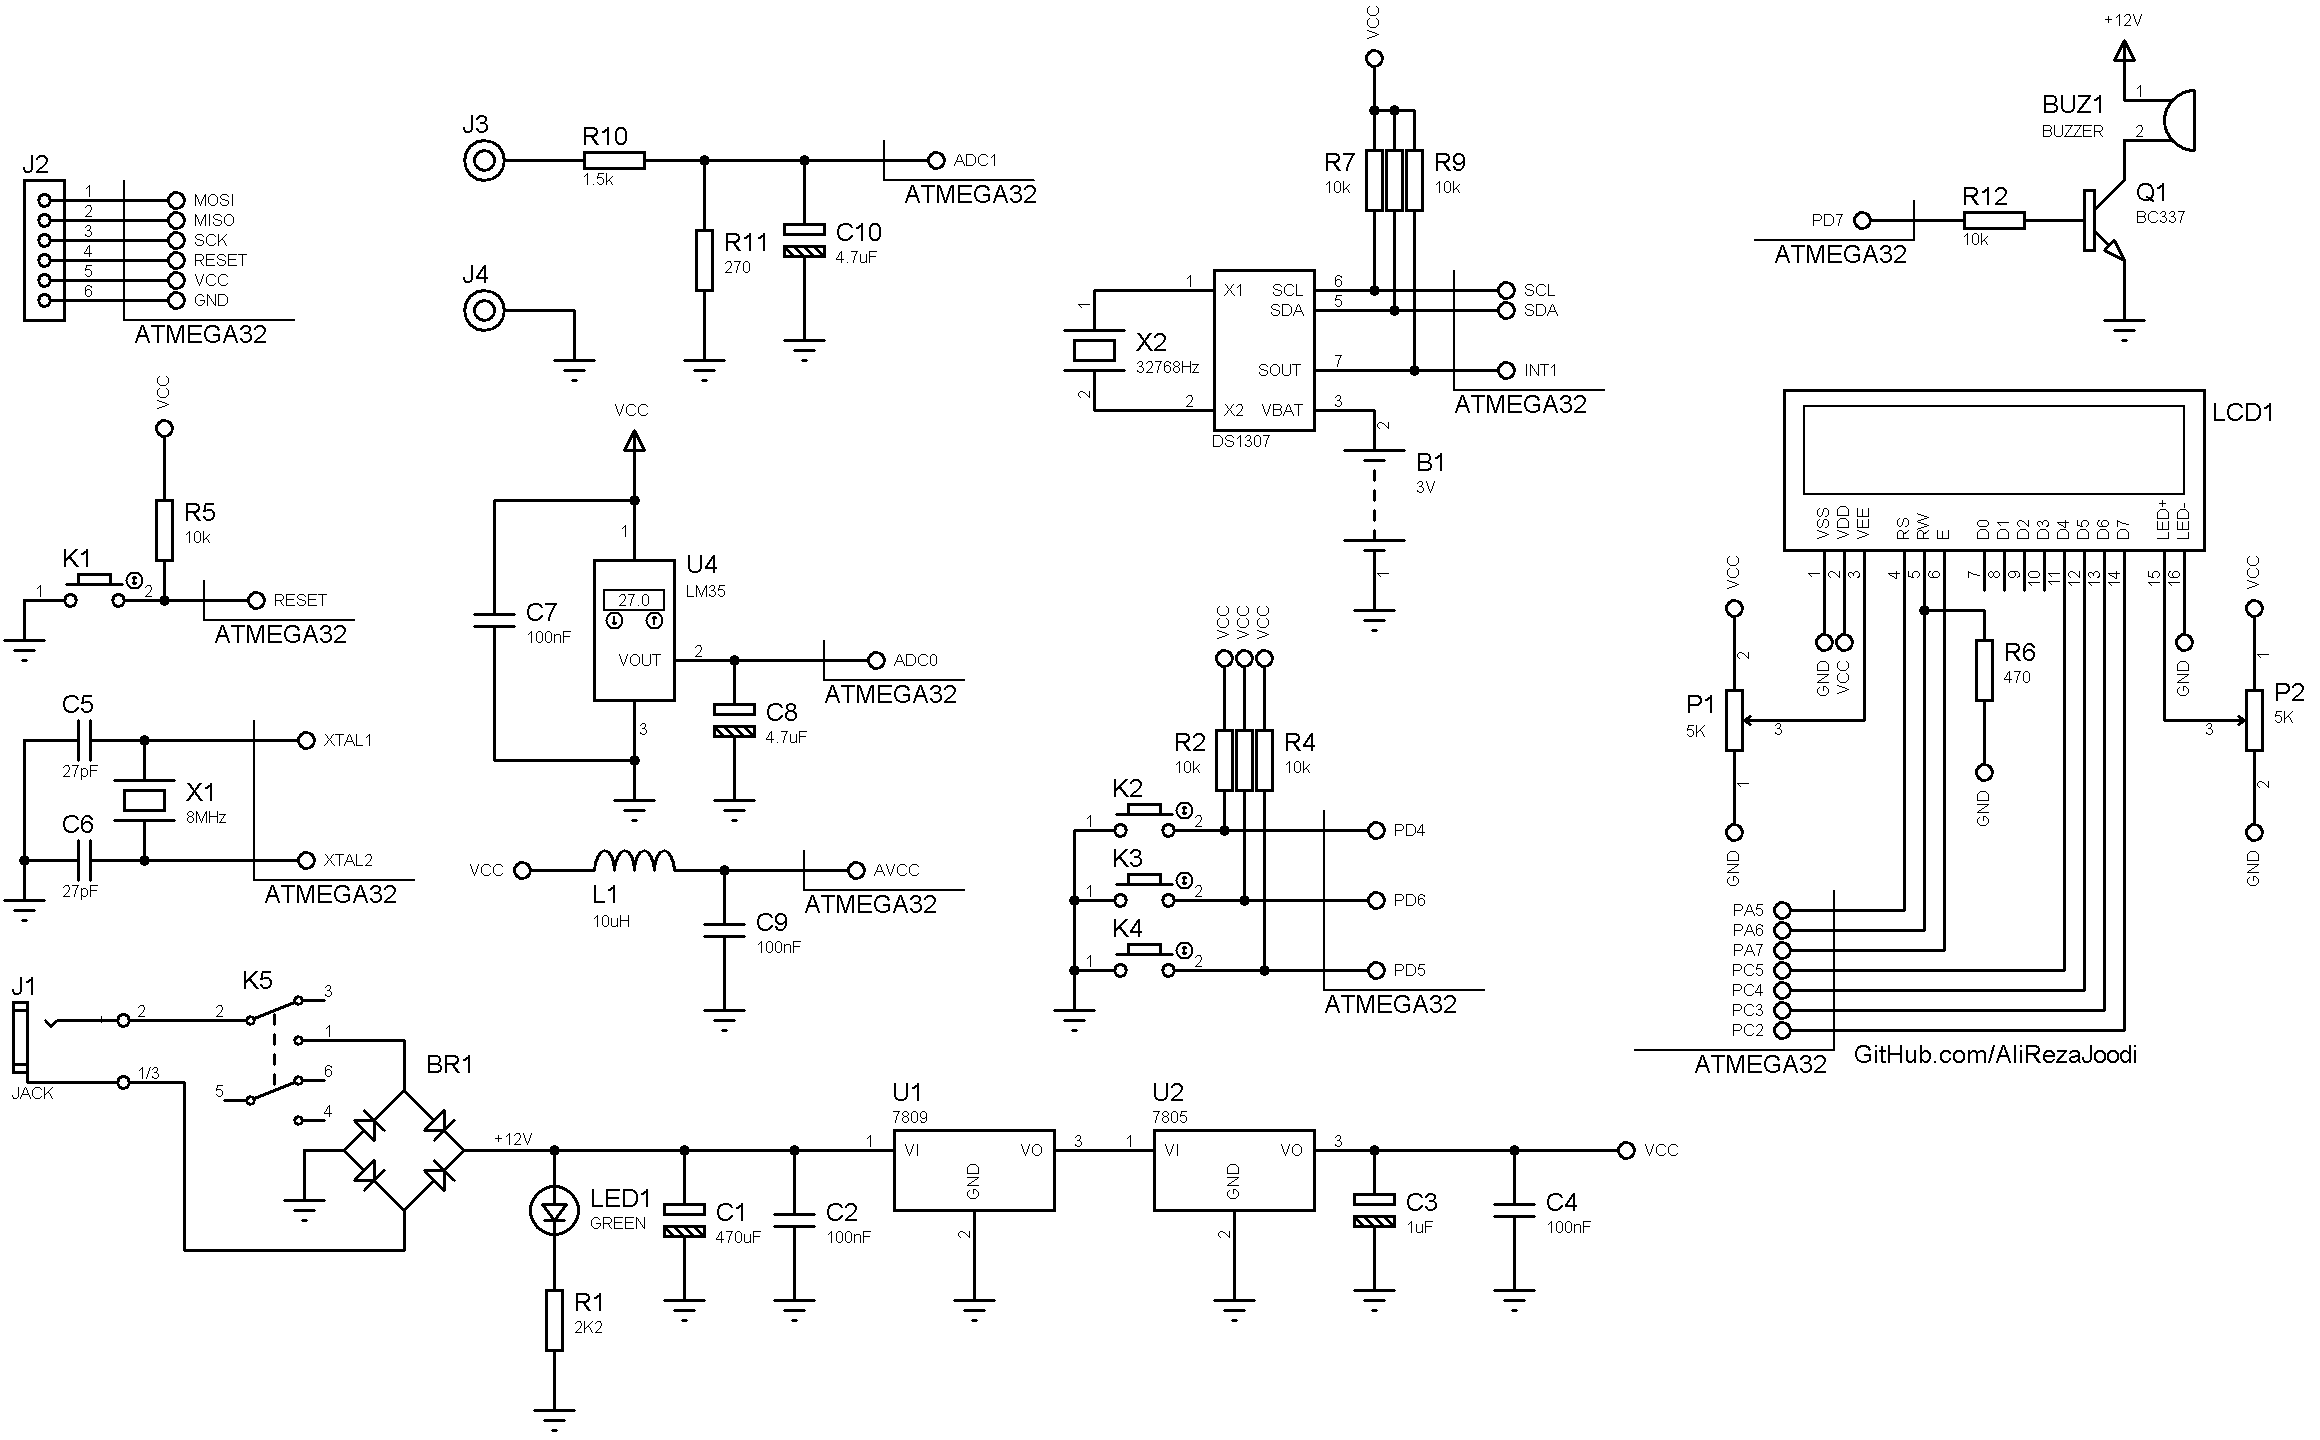 J2
1 MOSI
2 MISO
3 SCK
4 RESET
5 VCC
6 GND
ATMEGA32
J3
R10
1.5k
ADC1
ATMEGA32
R11
270
C10
4.7uF
J4
VCC
R7
10k
R9
10k
1 X1 SCL 6 SCL
SDA 5 SDA
1
X2
32768Hz
2
SOUT 7 INT1
2 X2 VBAT 3
ATMEGA32
DS1307
2
B1
3V
1
+12V
BUZ1
BUZZER
1
2
PD7
R12
10k
ATMEGA32
Q1
BC337
VCC
R5
10k
K1
1 2 RESET
ATMEGA32
VCC
1
U4
LM35
27.0
C7
100nF
VOUT 2 ADC0
ATMEGA32
3
C8
4.7uF
C5
27pF
XTAL1
X1
8MHz
C6
27pF
XTAL2
ATMEGA32
VCC
L1
10uH
AVCC
ATMEGA32
C9
100nF
VCC VCC VCC
R2
10k
R4
10k
K2
1 2 PD4
K3
1 2 PD6
K4
1 2 PD5
ATMEGA32
LCD1
VSS VDD VEE RS RW E D0 D1 D2 D3 D4 D5 D6 D7 LED+ LED-
1 2 3 4 5 6 7 8 9 10 11 12 13 14 15 16
VCC
2
P1
5K
3
1
GND
GND VCC
R6
470
GND
GND
VCC
1
P2
5K
3
2
GND
PA5
PA6
PA7
PC5
PC4
PC3
PC2
ATMEGA32
GitHub.com/AliRezaJoodi
J1
JACK
+ 2
1/3
K5
2 3
1
5 6
4
BR1
+12V
LED1
GREEN
R1
2K2
C1
470uF
C2
100nF
U1
7809
1 VI VO 3
GND
2
U2
7805
1 VI VO 3
GND
2
C3
1uF
C4
100nF
VCC